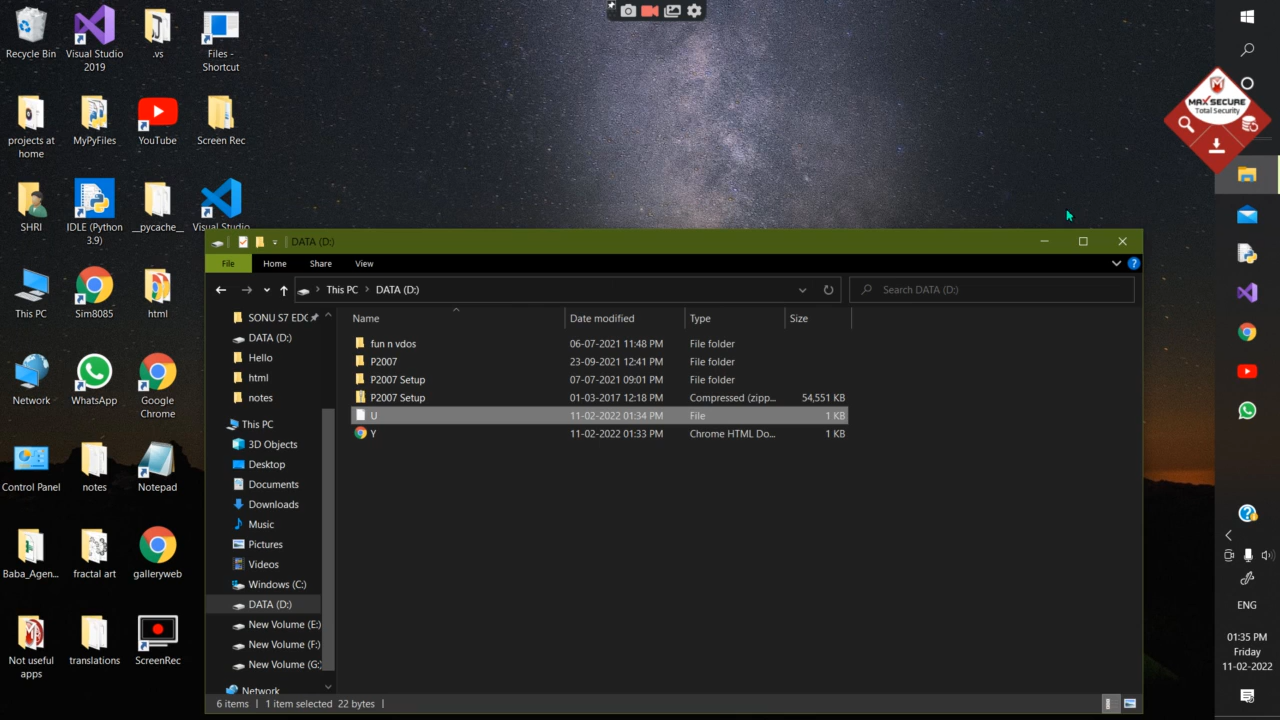 Recycle Bin
Visual Studio
2019
.vs
Files -
Shortcut
projects at
home
MyPyFiles
YouTube
Screen Rec
SHRI
IDLE (Python
3.9)
__pycache__
Visual Studio
This PC
Sim8085
html
Network
WhatsApp
Google
Chrome
Control Panel
notes
Notepad
Baba_Agen...
fractal art
galleryweb
Not useful
apps
translations
ScreenRec
MAX SECURE
Total Security
DATA (D:)
File
Home
Share
View
This PC
DATA (D:)
Search DATA (D:)
Name
Date modified
Type
Size
fun n vdos 06-07-2021 11:48 PM File folder
P2007 23-09-2021 12:41 PM File folder
P2007 Setup 07-07-2021 09:01 PM File folder
P2007 Setup 01-03-2017 12:18 PM Compressed (zipp... 54,551 KB
U 11-02-2022 01:34 PM File 1 KB
Y 11-02-2022 01:33 PM Chrome HTML Do... 1 KB
SONU S7 EDG
DATA (D:)
Hello
html
notes
This PC
3D Objects
Desktop
Documents
Downloads
Music
Pictures
Videos
Windows (C:)
DATA (D:)
New Volume (E:)
New Volume (F:)
New Volume (G:)
Network
6 items
1 item selected 22 bytes
ENG
01:35 PM
Friday
11-02-2022